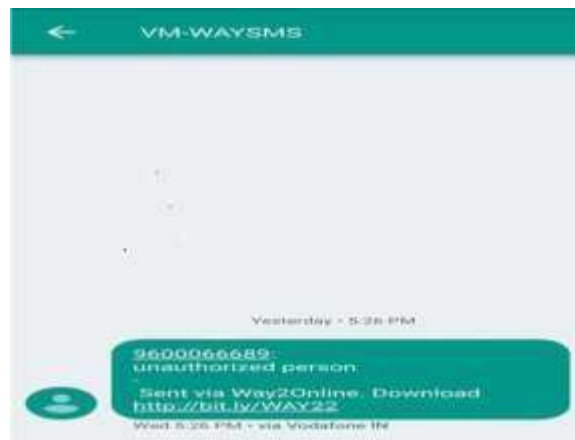 VM-WAYSMS
Yesterday • 5:26 PM
9600066689:
unauthorized person
.
Sent via Way2Online. Download
http://bit.ly/WAY22
Wed 5:26 PM • via Vodafone IN